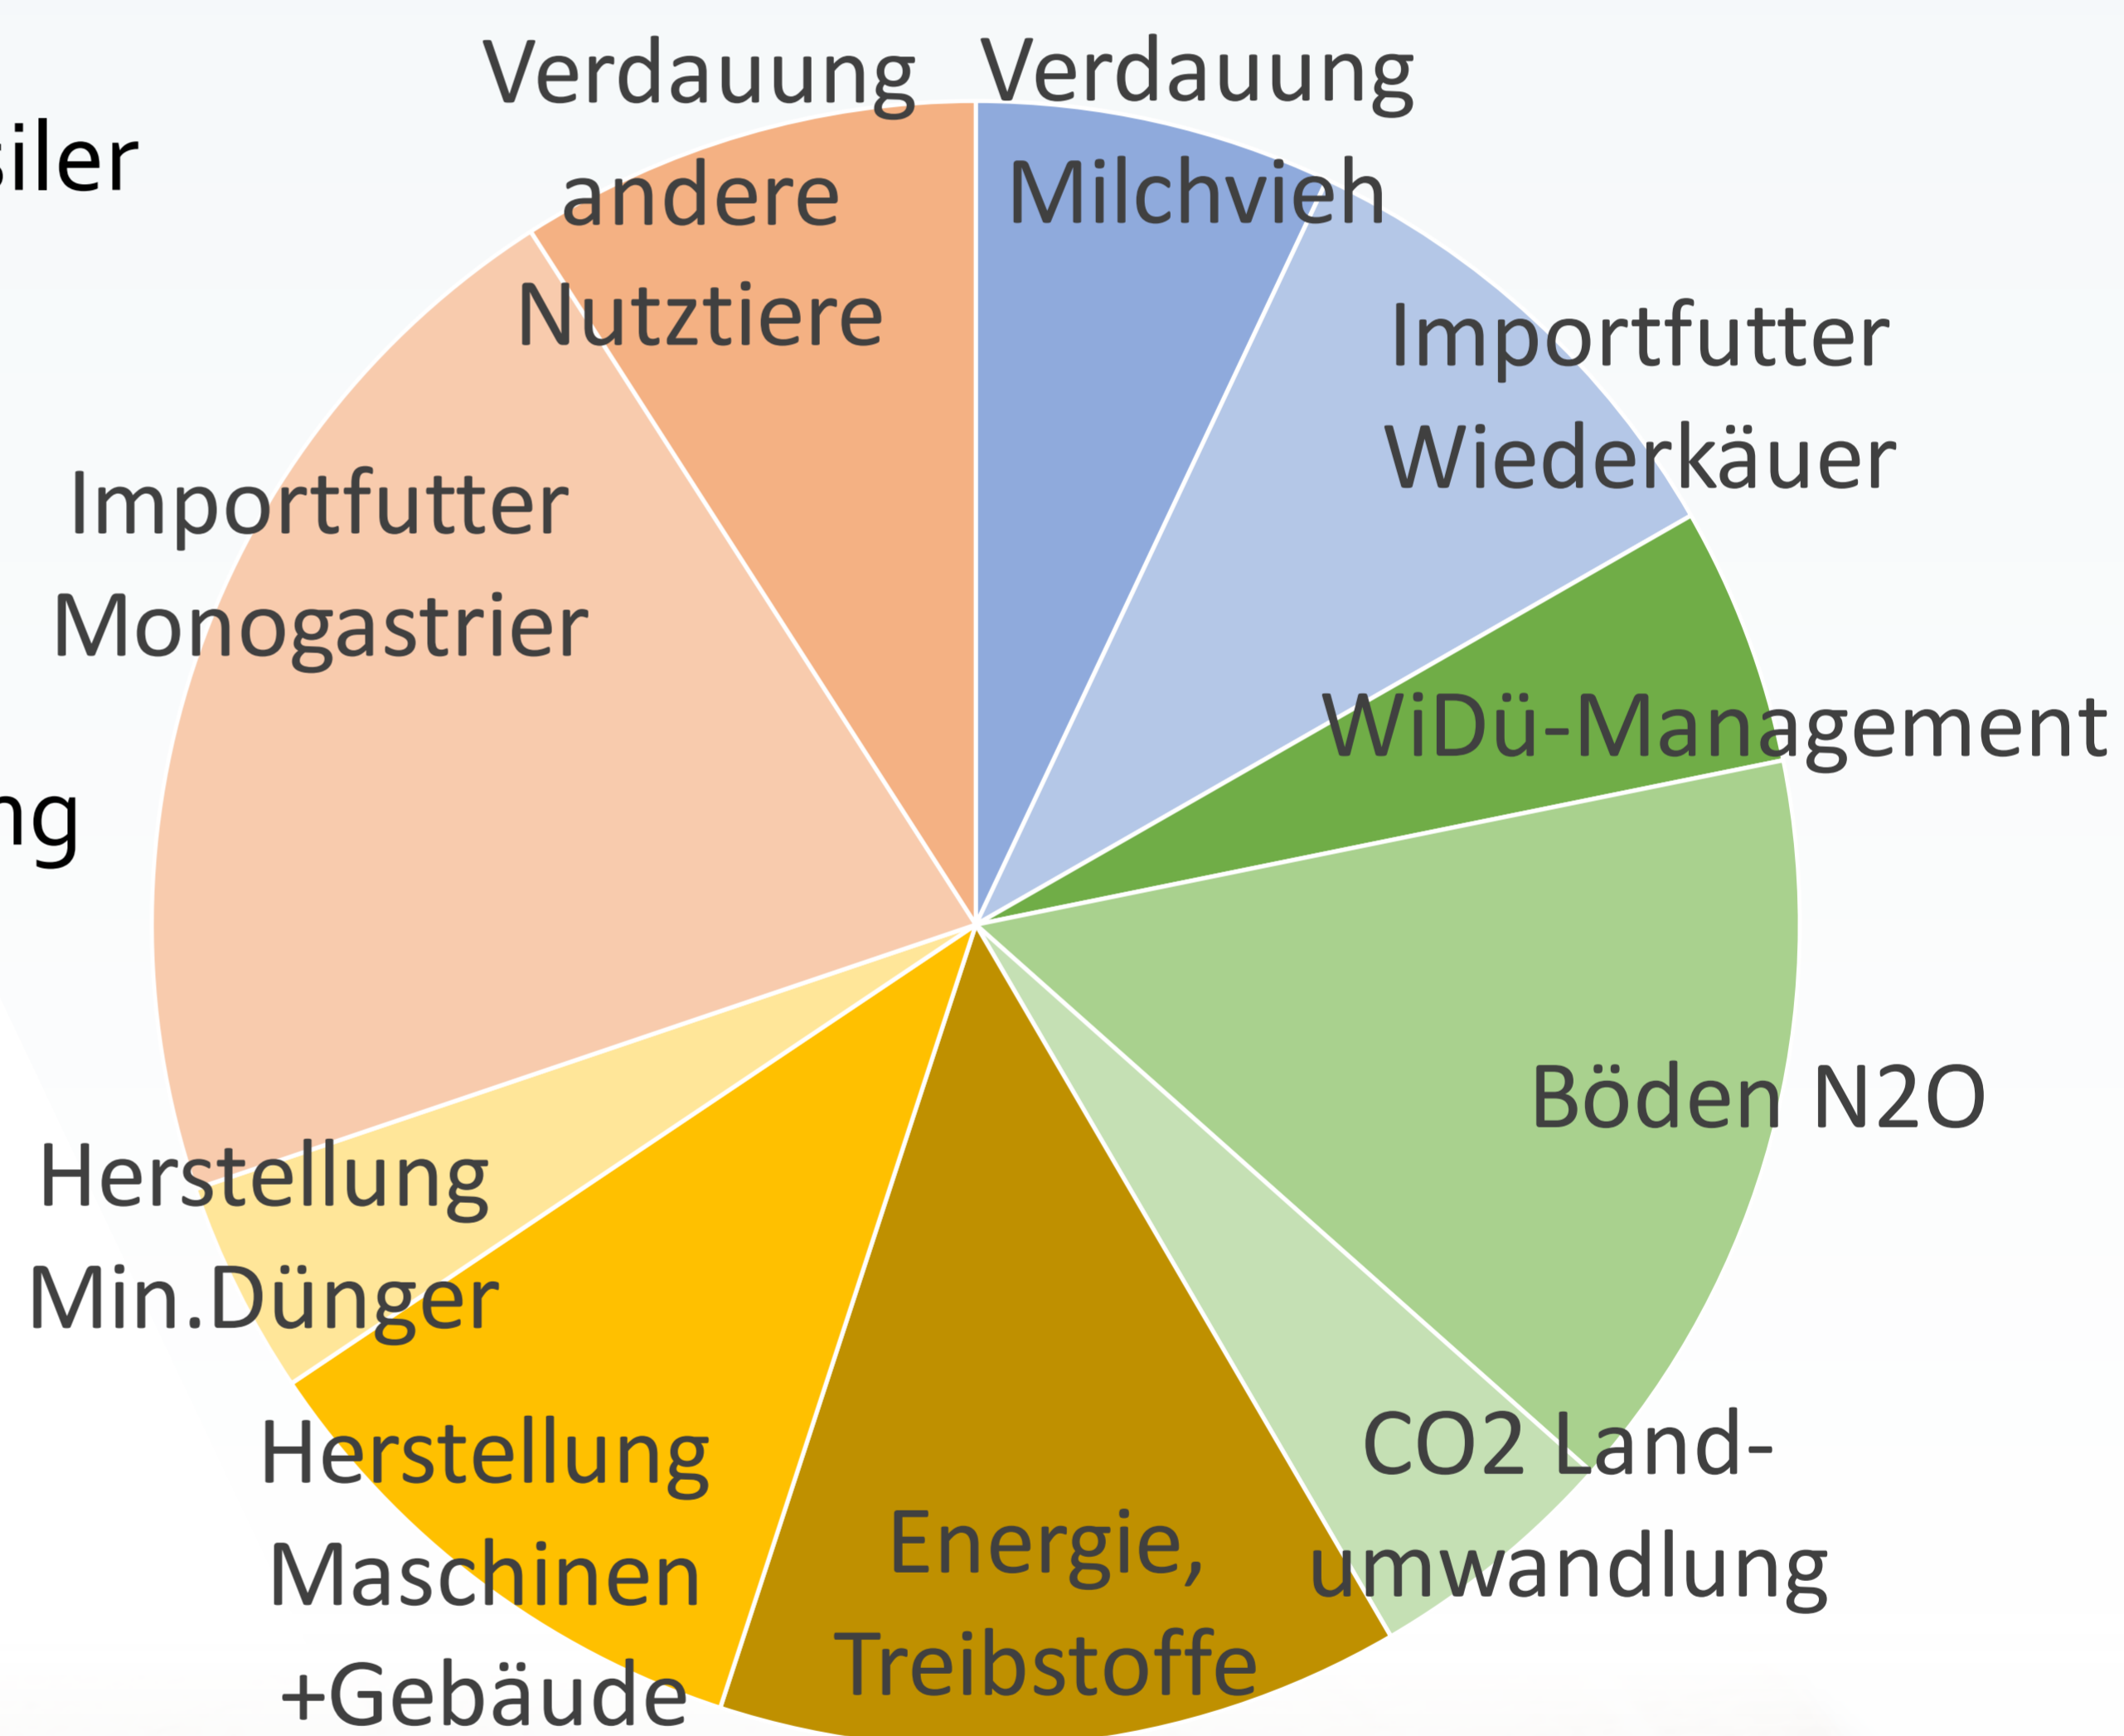 Verdauung
andere
Nutztiere
Verdauung
Milchvieh
Importfutter
Wiederkäuer
WiDü-Management
Böden N2O
CO2 Land-
umwandlung
Energie,
Treibstoffe
Herstellung
Maschinen
+Gebäude
Herstellung
Min.Dünger
Importfutter
Monogastrier